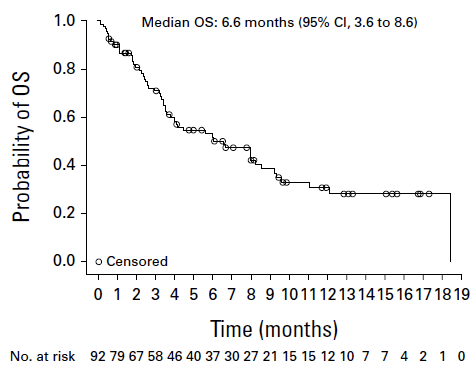 Median OS: 6.6 months (95% CI, 3.6 to 8.6)
Probability of OS
1.0
0.8
0.6
0.4
0.2
0.0
Censored
0 1 2 3 4 5 6 7 8 9 10 11 12 13 14 15 16 17 18 19
Time (months)
No. at risk 92 79 67 58 46 40 37 30 27 21 15 15 12 10 7 7 4 2 1 0